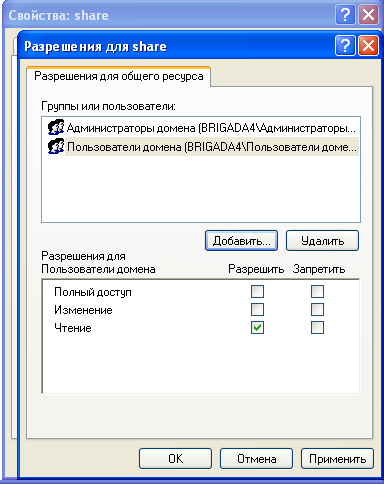 Свойства: share
Разрешения для share
Разрешения для общего ресурса
Группы или пользователи:
Администраторы домена (BRIGADA4\Администраторы...
Пользователи домена (BRIGADA4\Пользователи доме...
Добавить...
Удалить
Разрешения для
Пользователи домена
Разрешить
Запретить
Полный доступ
Изменение
Чтение
ОК
Отмена
Применить